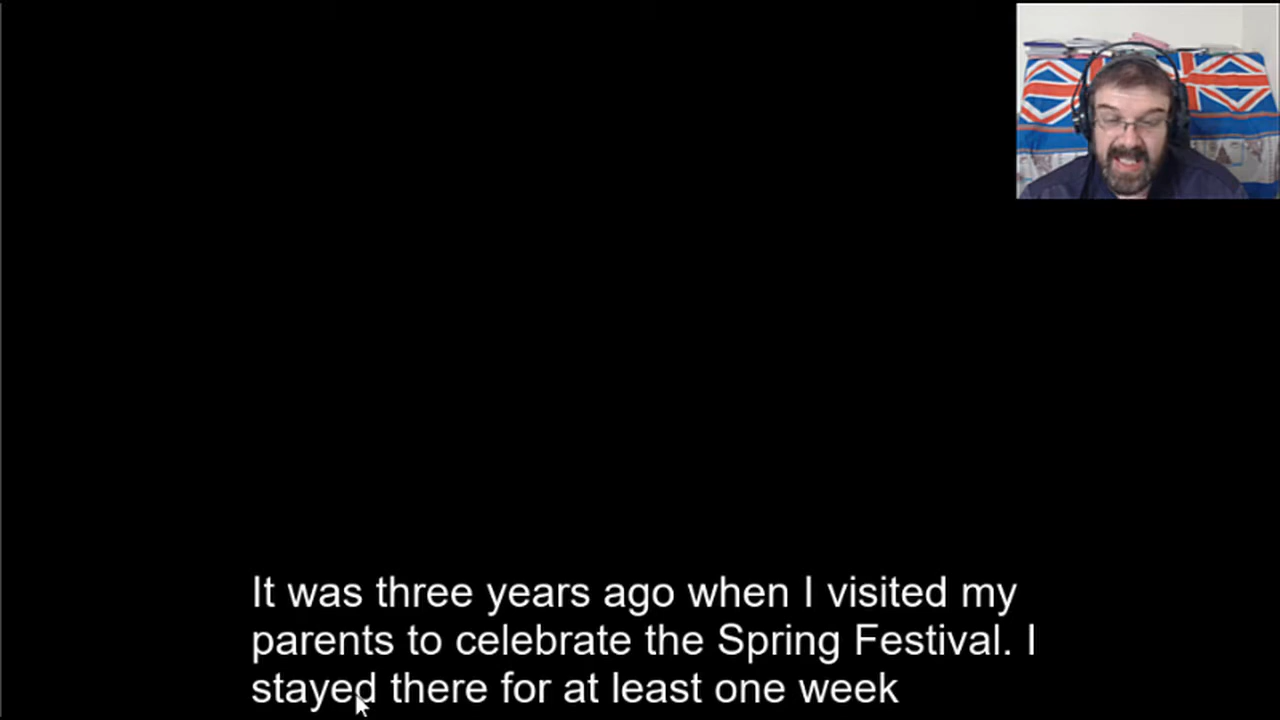 It was three years ago when I visited my
parents to celebrate the Spring Festival. I
stayed there for at least one week